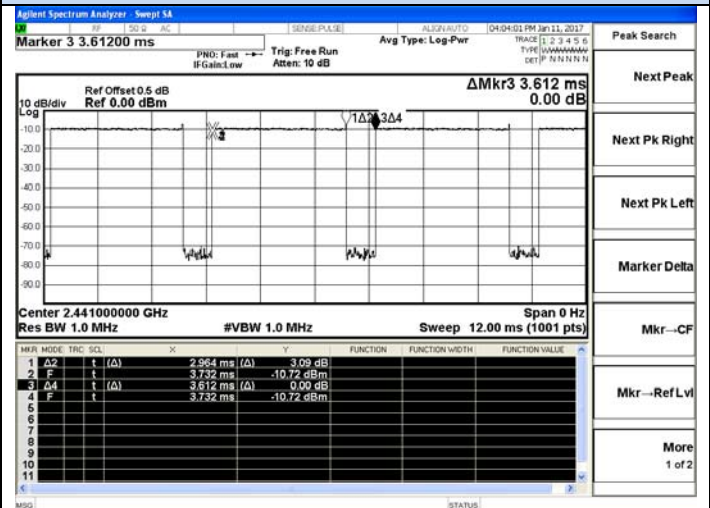 Agilent Spectrum Analyzer - Swept SA
RF 50 Ω AC SENSE:PULSE ALIGN AUTO 04:04:01 PM Jan 11, 2017
Marker 3 3.61200 ms
PNO: Fast
IFGain:Low
Trig: Free Run
Atten: 10 dB
Avg Type: Log-Pwr
TRACE 1 2 3 4 5 6
TYPE WWWWWW
DET P N N N N N
Peak Search
Next Peak
Next Pk Right
Next Pk Left
Marker Delta
Mkr→CF
Mkr→Ref Lvl
More
1 of 2
Ref Offset 0.5 dB
10 dB/div Ref 0.00 dBm
ΔMkr3 3.612 ms
0.00 dB
Log
-10.0
-20.0
-30.0
-40.0
-50.0
-60.0
-70.0
-80.0
-90.0
1Δ2 3Δ4
Center 2.441000000 GHz Span 0 Hz
Res BW 1.0 MHz #VBW 1.0 MHz Sweep 12.00 ms (1001 pts)
MKR MODE TRC SCL X Y FUNCTION FUNCTION WIDTH FUNCTION VALUE
1 Δ2 t (Δ) 2.964 ms (Δ) 3.09 dB
2 F t 3.732 ms -10.72 dBm
3 Δ4 t (Δ) 3.612 ms (Δ) 0.00 dB
4 F t 3.732 ms -10.72 dBm
5
6
7
8
9
10
11
MSG STATUS